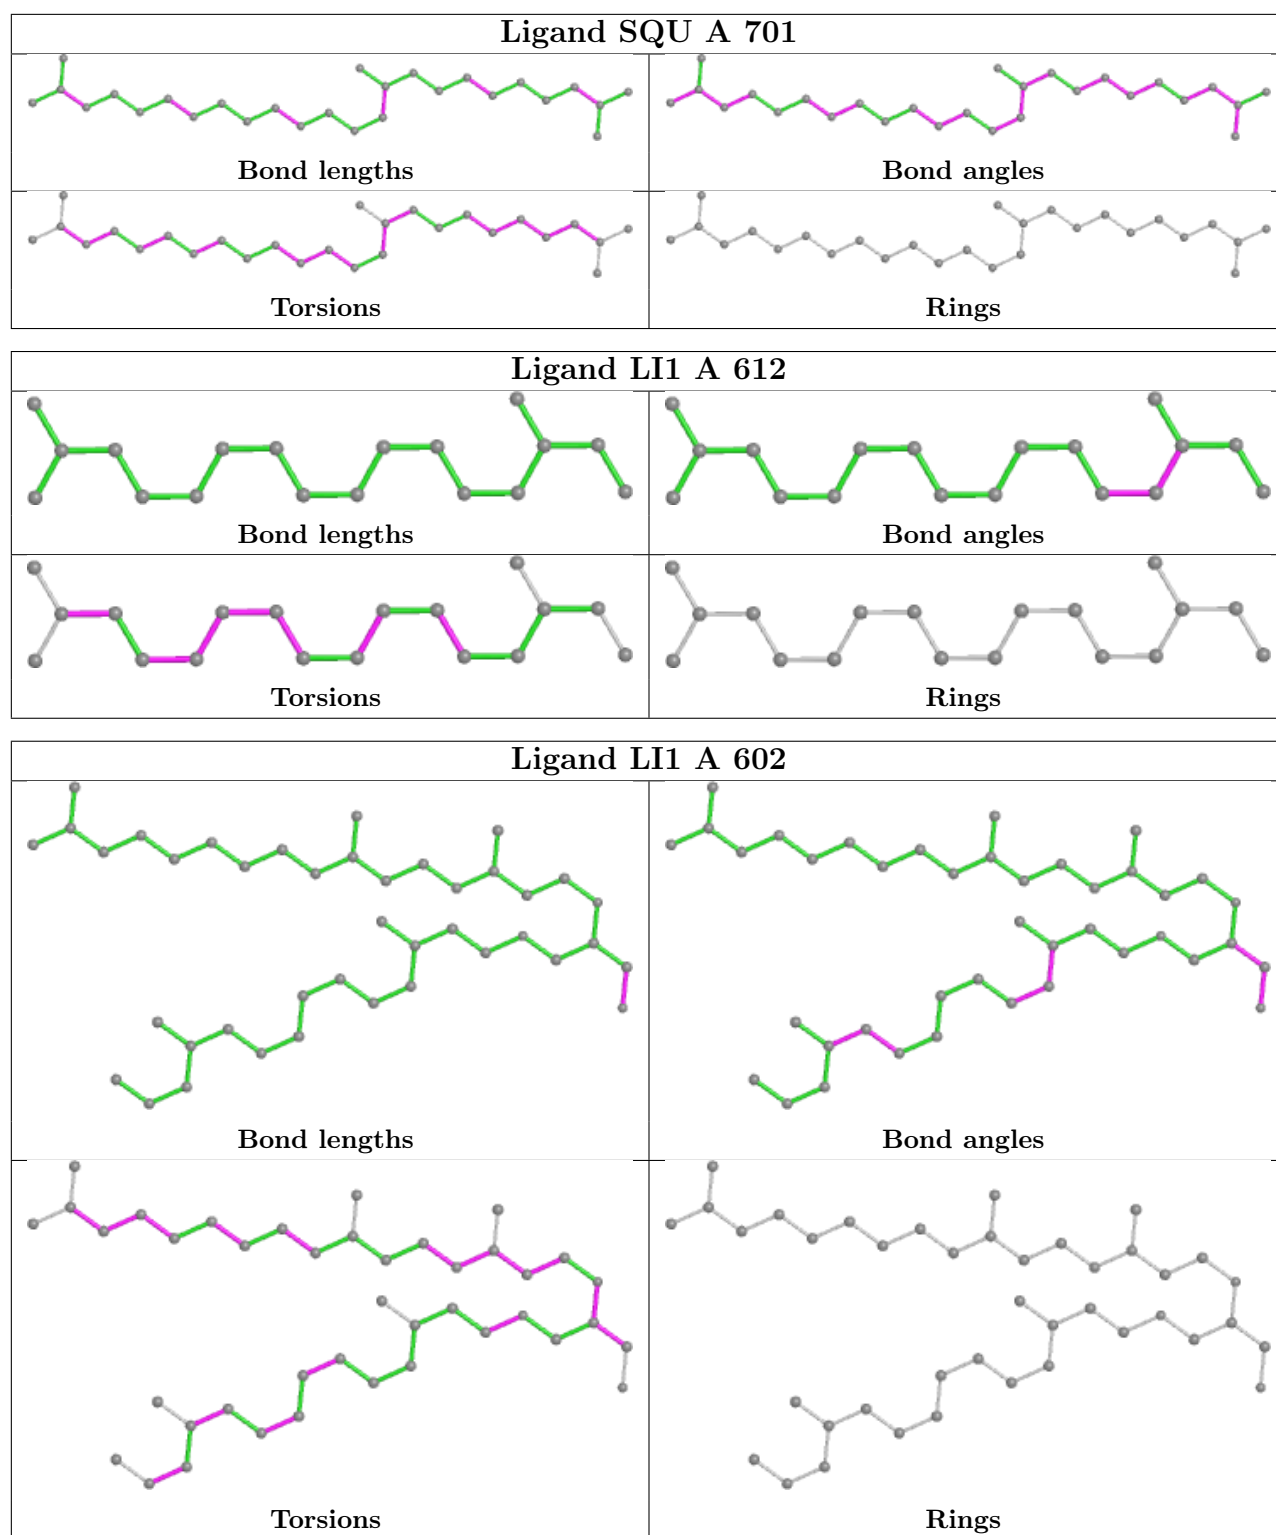 Ligand SQU A 701
Bond lengths
Bond angles
Torsions
Rings
Ligand LI1 A 612
Bond lengths
Bond angles
Torsions
Rings
Ligand LI1 A 602
Bond lengths
Bond angles
Torsions
Rings